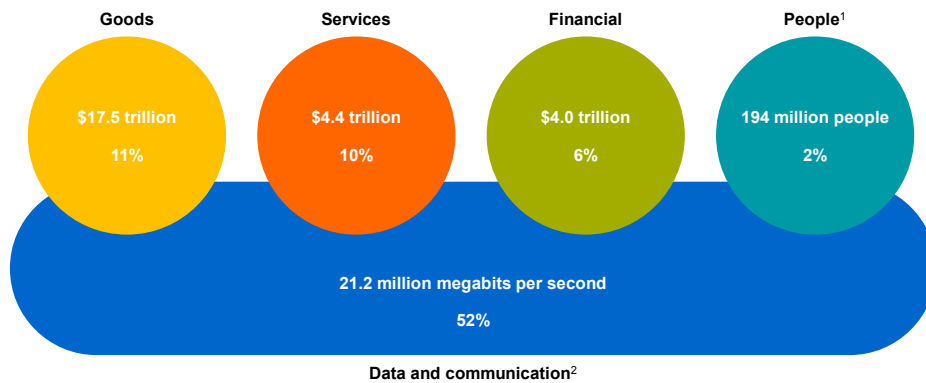 Goods Services Financial People¹
$17.5 trillion $4.4 trillion $4.0 trillion 194 million people
11% 10% 6% 2%
21.2 million megabits per second
52%
Data and communication²